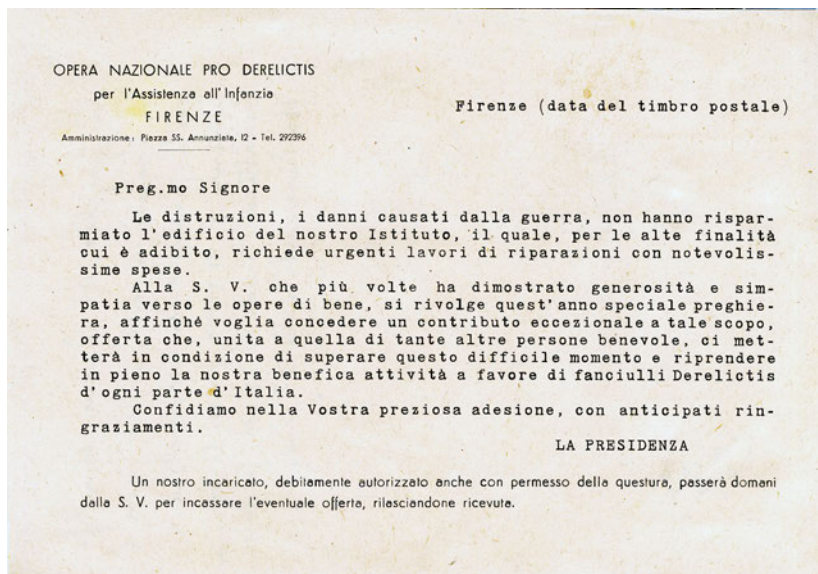 OPERA NAZIONALE PRO DERELICTIS
per l'Assistenza all'Infanzia
FIRENZE
Amministrazione: Piazza SS. Annunziata, 12 - Tel. 292396
Firenze (data del timbro postale)
Preg.mo Signore
Le distruzioni, i danni causati dalla guerra, non hanno rispar-
miato l'edificio del nostro Istituto, il quale, per le alte finalità
cui è adibito, richiede urgenti lavori di riparazioni con notevolis-
sime spese.
Alla S. V. che più volte ha dimostrato generosità e sim-
patia verso le opere di bene, si rivolge quest'anno speciale preghie-
ra, affinché voglia concedere un contributo eccezionale a tale scopo,
offerta che, unita a quella di tante altre persone benevole, ci met-
terà in condizione di superare questo difficile momento e riprendere
in pieno la nostra benefica attività a favore di fanciulli Derelictis
d'ogni parte d'Italia.
Confidiamo nella Vostra preziosa adesione, con anticipati rin-
graziamenti.
LA PRESIDENZA
Un nostro incaricato, debitamente autorizzato anche con permesso della questura, passerà domani
dalla S. V. per incassare l'eventuale offerta, rilasciandone ricevuta.